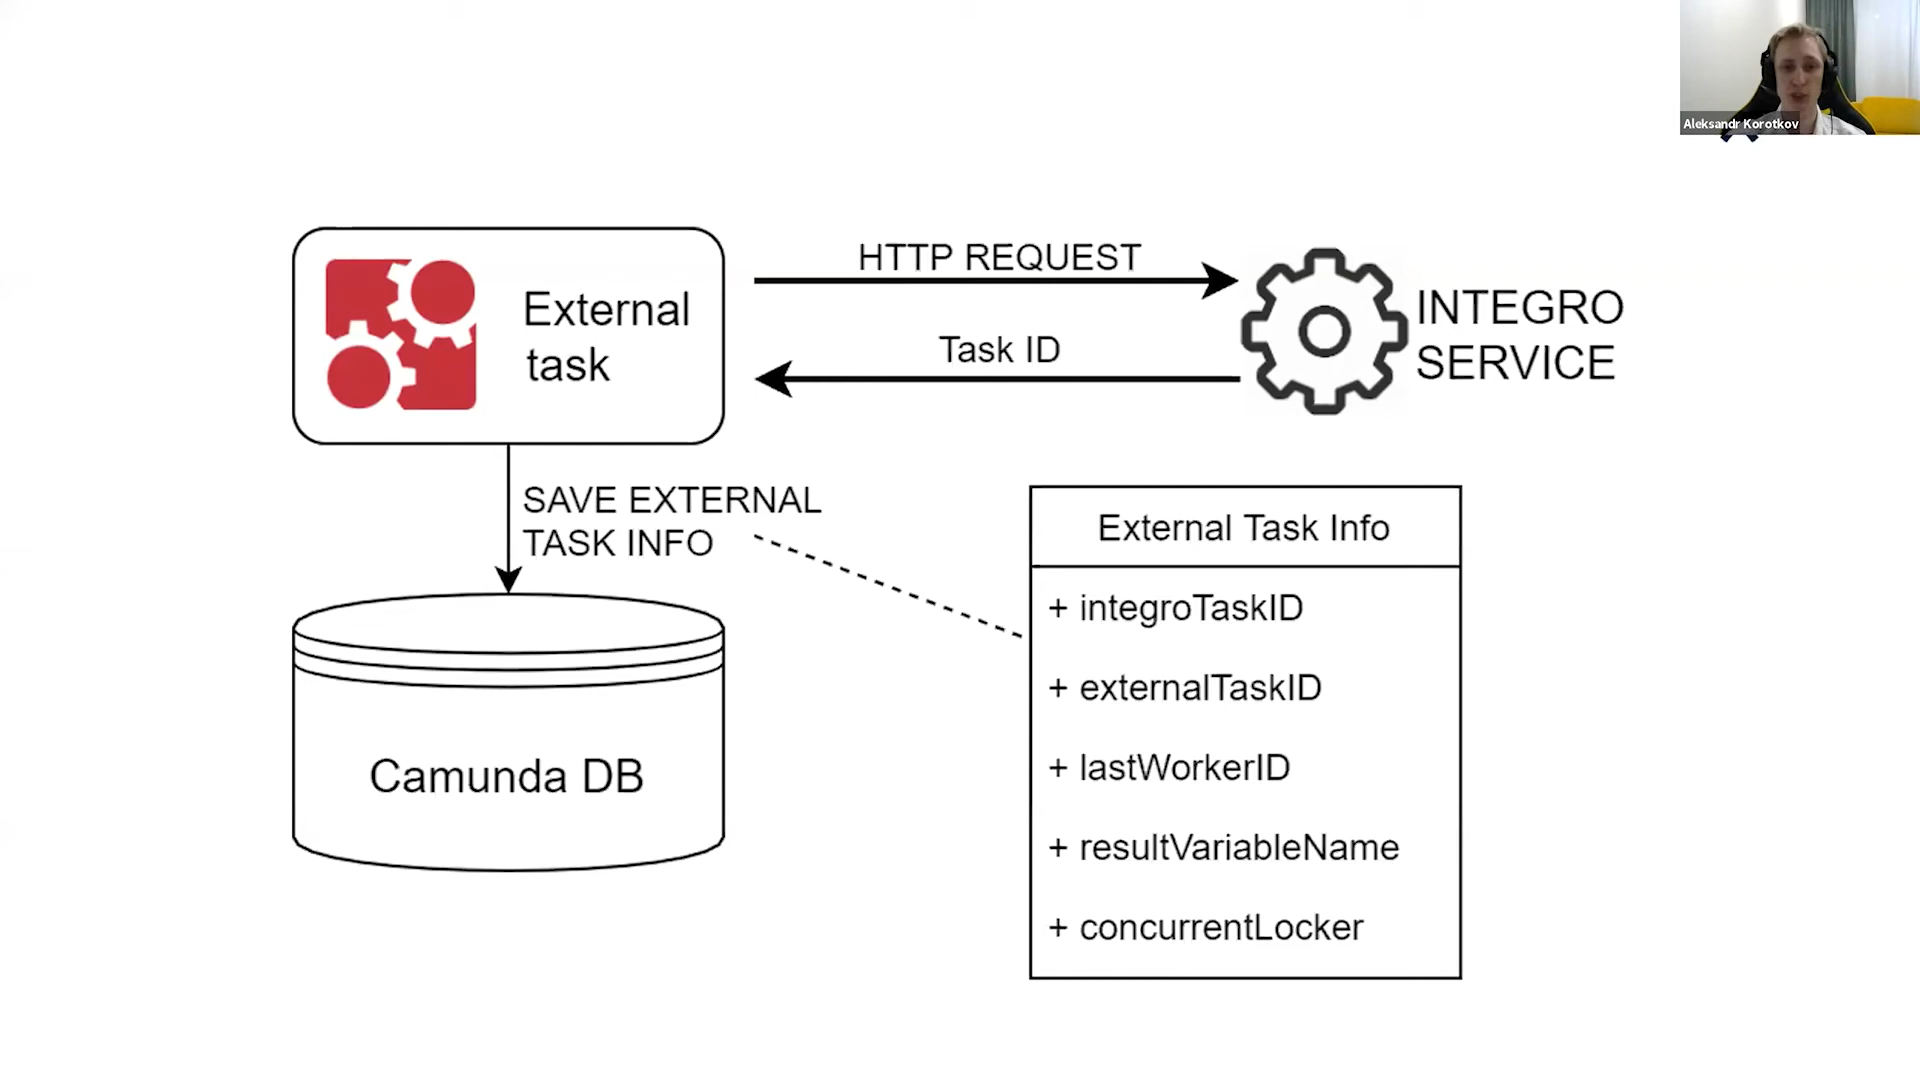 Aleksandr Korotkov
External
task
HTTP REQUEST
Task ID
INTEGRO
SERVICE
SAVE EXTERNAL
TASK INFO
Camunda DB
External Task Info
+ integroTaskID
+ externalTaskID
+ lastWorkerID
+ resultVariableName
+ concurrentLocker